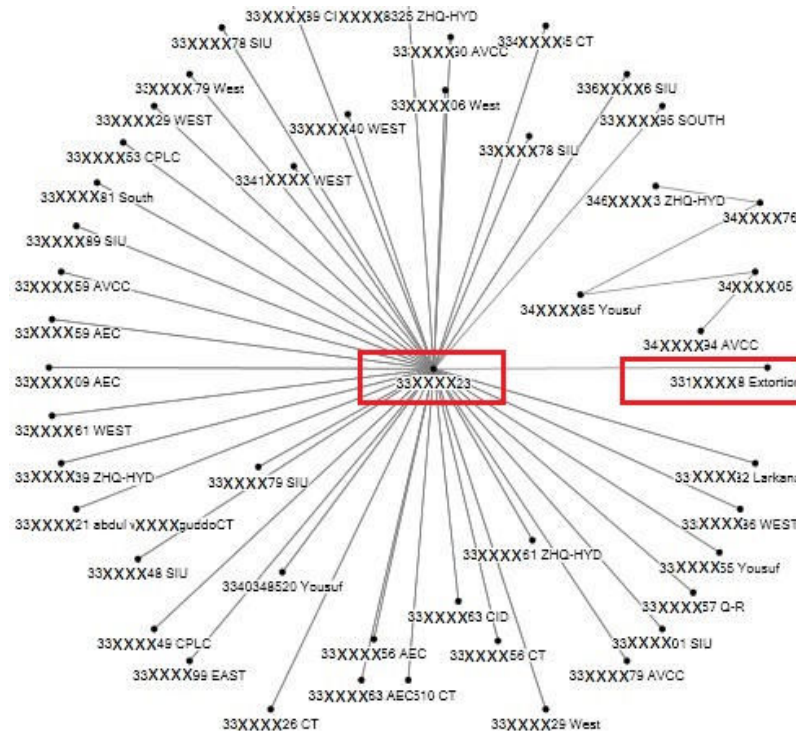 33XXXX39 CI XXXX8325 ZHQ-HYD
33XXXX78 SIU
33XXXX90 AVCC
334XXXX5 CT
33XXXX79 West
33XXXX06 West
336XXXX6 SIU
33XXXX29 WEST
33XXXX40 WEST
33XXXX95 SOUTH
33XXXX53 CPLC
33XXXX78 SIU
3341XXXX WEST
33XXXX81 South
346XXXX3 ZHQ-HYD
34XXXX76
33XXXX89 SIU
33XXXX59 AVCC
34XXXX05
34XXXX85 Yousuf
33XXXX59 AEC
34XXXX94 AVCC
33XXXX09 AEC
33XXXX23
331XXXX8 Extortion
33XXXX61 WEST
33XXXX39 ZHQ-HYD
33XXXX79 SIU
33XXXX32 Larkana
33XXXX21 abdul wXXXXguddoCT
33XXXX36 WEST
33XXXX61 ZHQ-HYD
33XXXX55 Yousuf
33XXXX48 SIU
3340348520 Yousuf
33XXXX57 Q-R
33XXXX63 CID
33XXXX49 CPLC
33XXXX01 SIU
33XXXX56 AEC
33XXXX56 CT
33XXXX99 EAST
33XXXX79 AVCC
33XXXX63 AEC510 CT
33XXXX26 CT
33XXXX29 West